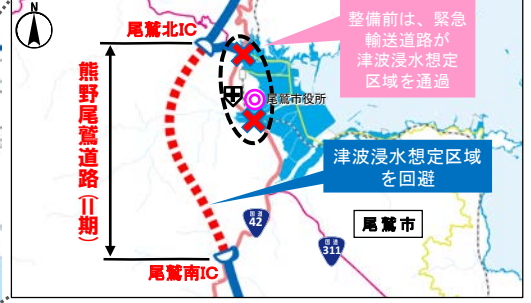 N
尾鷲北IC
整備前は、緊急
輸送道路が
津波浸水想定
区域を通過
尾鷲市役所
熊野尾鷲道路(Ⅱ期)
津波浸水想定区域
を回避
国道
42
尾鷲市
国道
311
尾鷲南IC